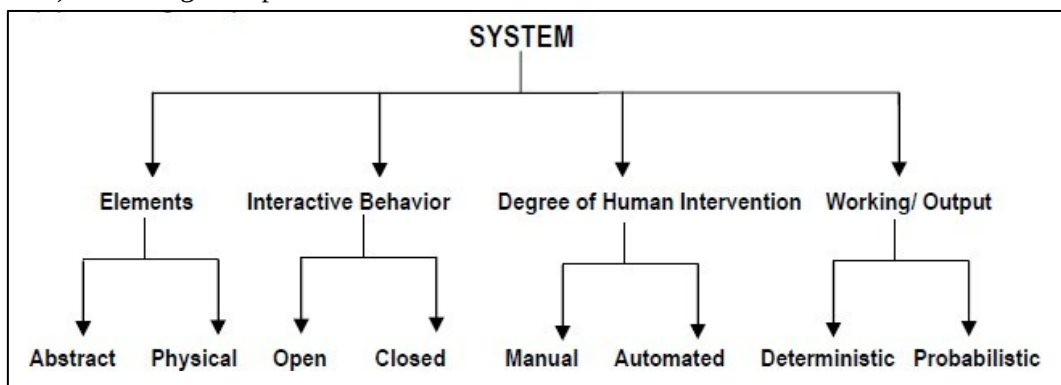 SYSTEM
Elements Interactive Behavior Degree of Human Intervention Working/ Output
Abstract Physical Open Closed Manual Automated Deterministic Probabilistic